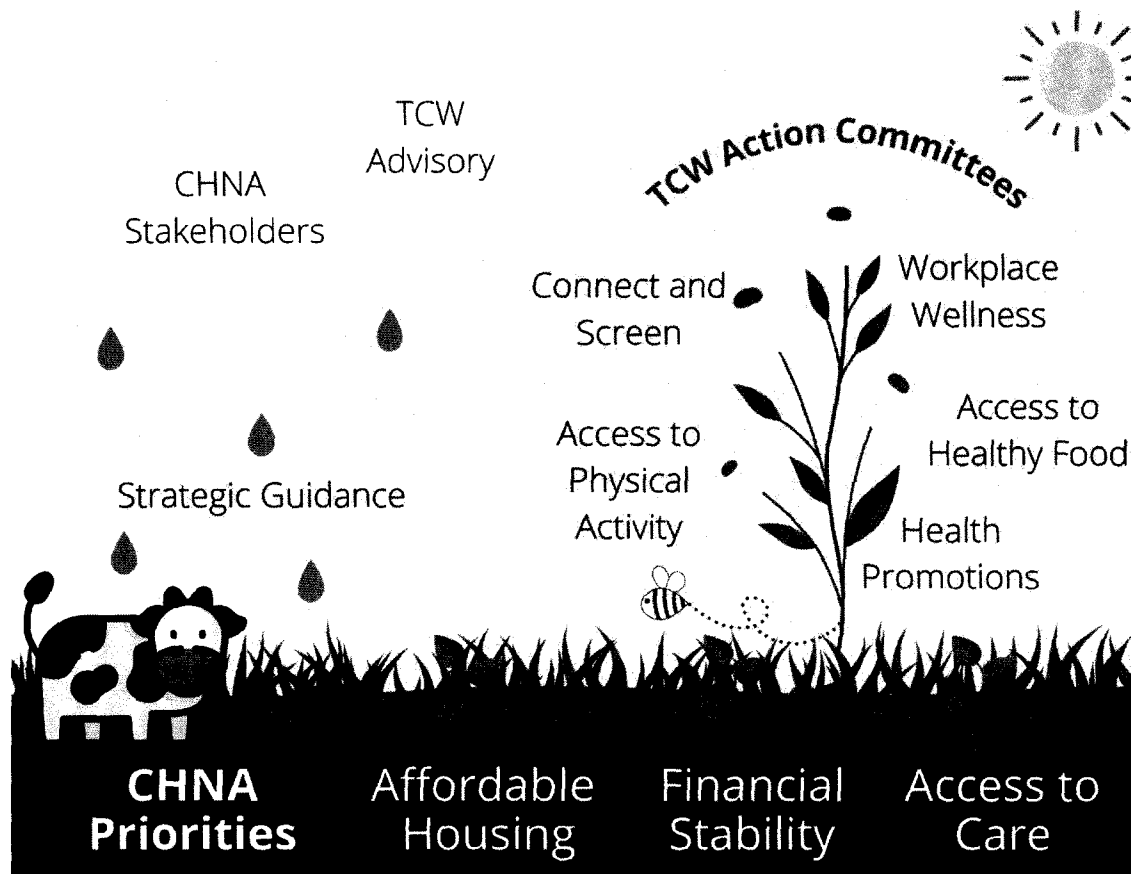 TCW
Advisory
CHNA
Stakeholders
Strategic Guidance
TCW Action Committees
Connect and
Screen
Workplace
Wellness
Access to
Physical
Activity
Access to
Healthy Food
Health
Promotions
CHNA
Priorities
Affordable
Housing
Financial
Stability
Access to
Care